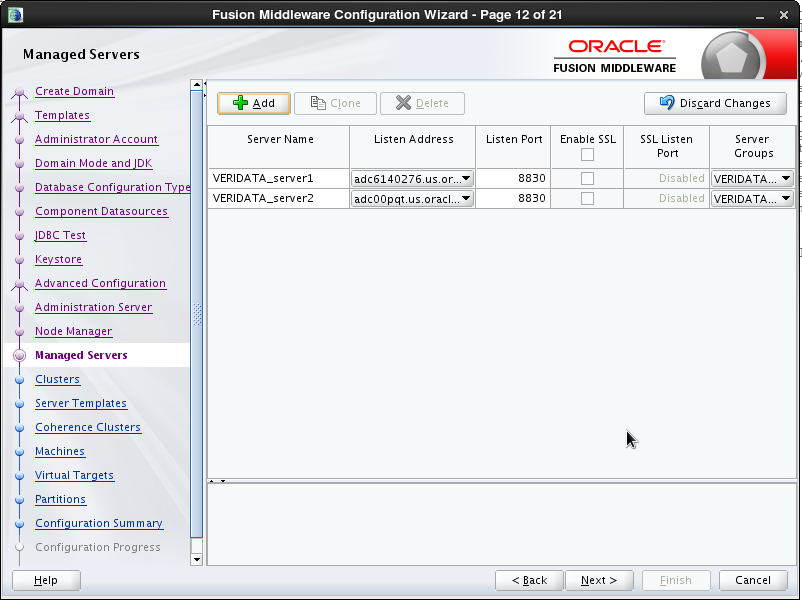 Fusion Middleware Configuration Wizard - Page 12 of 21
Managed Servers
ORACLE
FUSION MIDDLEWARE
Create Domain
Templates
Administrator Account
Domain Mode and JDK
Database Configuration Type
Component Datasources
JDBC Test
Keystore
Advanced Configuration
Administration Server
Node Manager
Managed Servers
Clusters
Server Templates
Coherence Clusters
Machines
Virtual Targets
Partitions
Configuration Summary
Configuration Progress
Add Clone Delete Discard Changes
Server Name Listen Address Listen Port Enable SSL SSL Listen Port Server Groups
VERIDATA_server1 adc6140276.us.or... 8830 Disabled VERIDATA...
VERIDATA_server2 adc00pqt.us.oracl... 8830 Disabled VERIDATA...
Help < Back Next > Finish Cancel